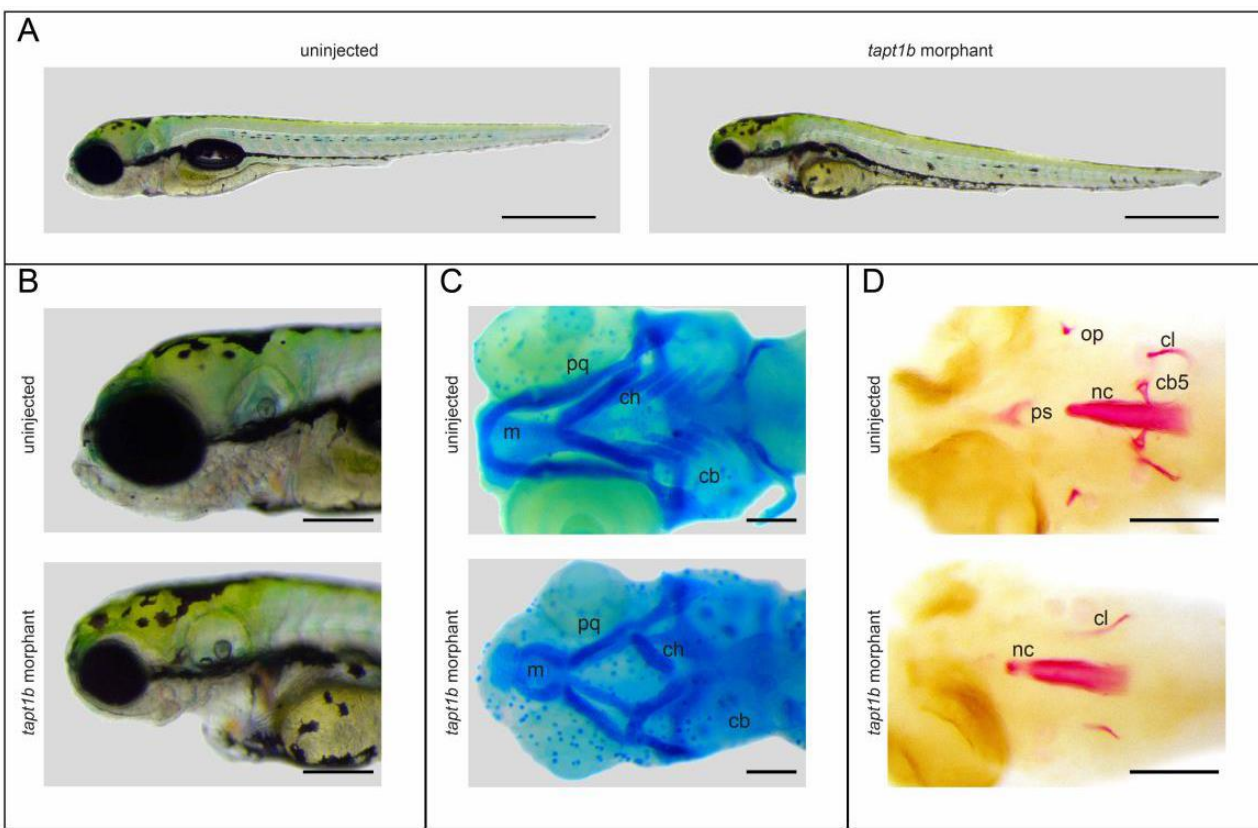 A
uninjected
tapt1b morphant
B
uninjected
tapt1b morphant
C
uninjected
pq
ch
m
cb
tapt1b morphant
pq
m
ch
cb
D
uninjected
op
cl
cb5
nc
ps
tapt1b morphant
cl
nc